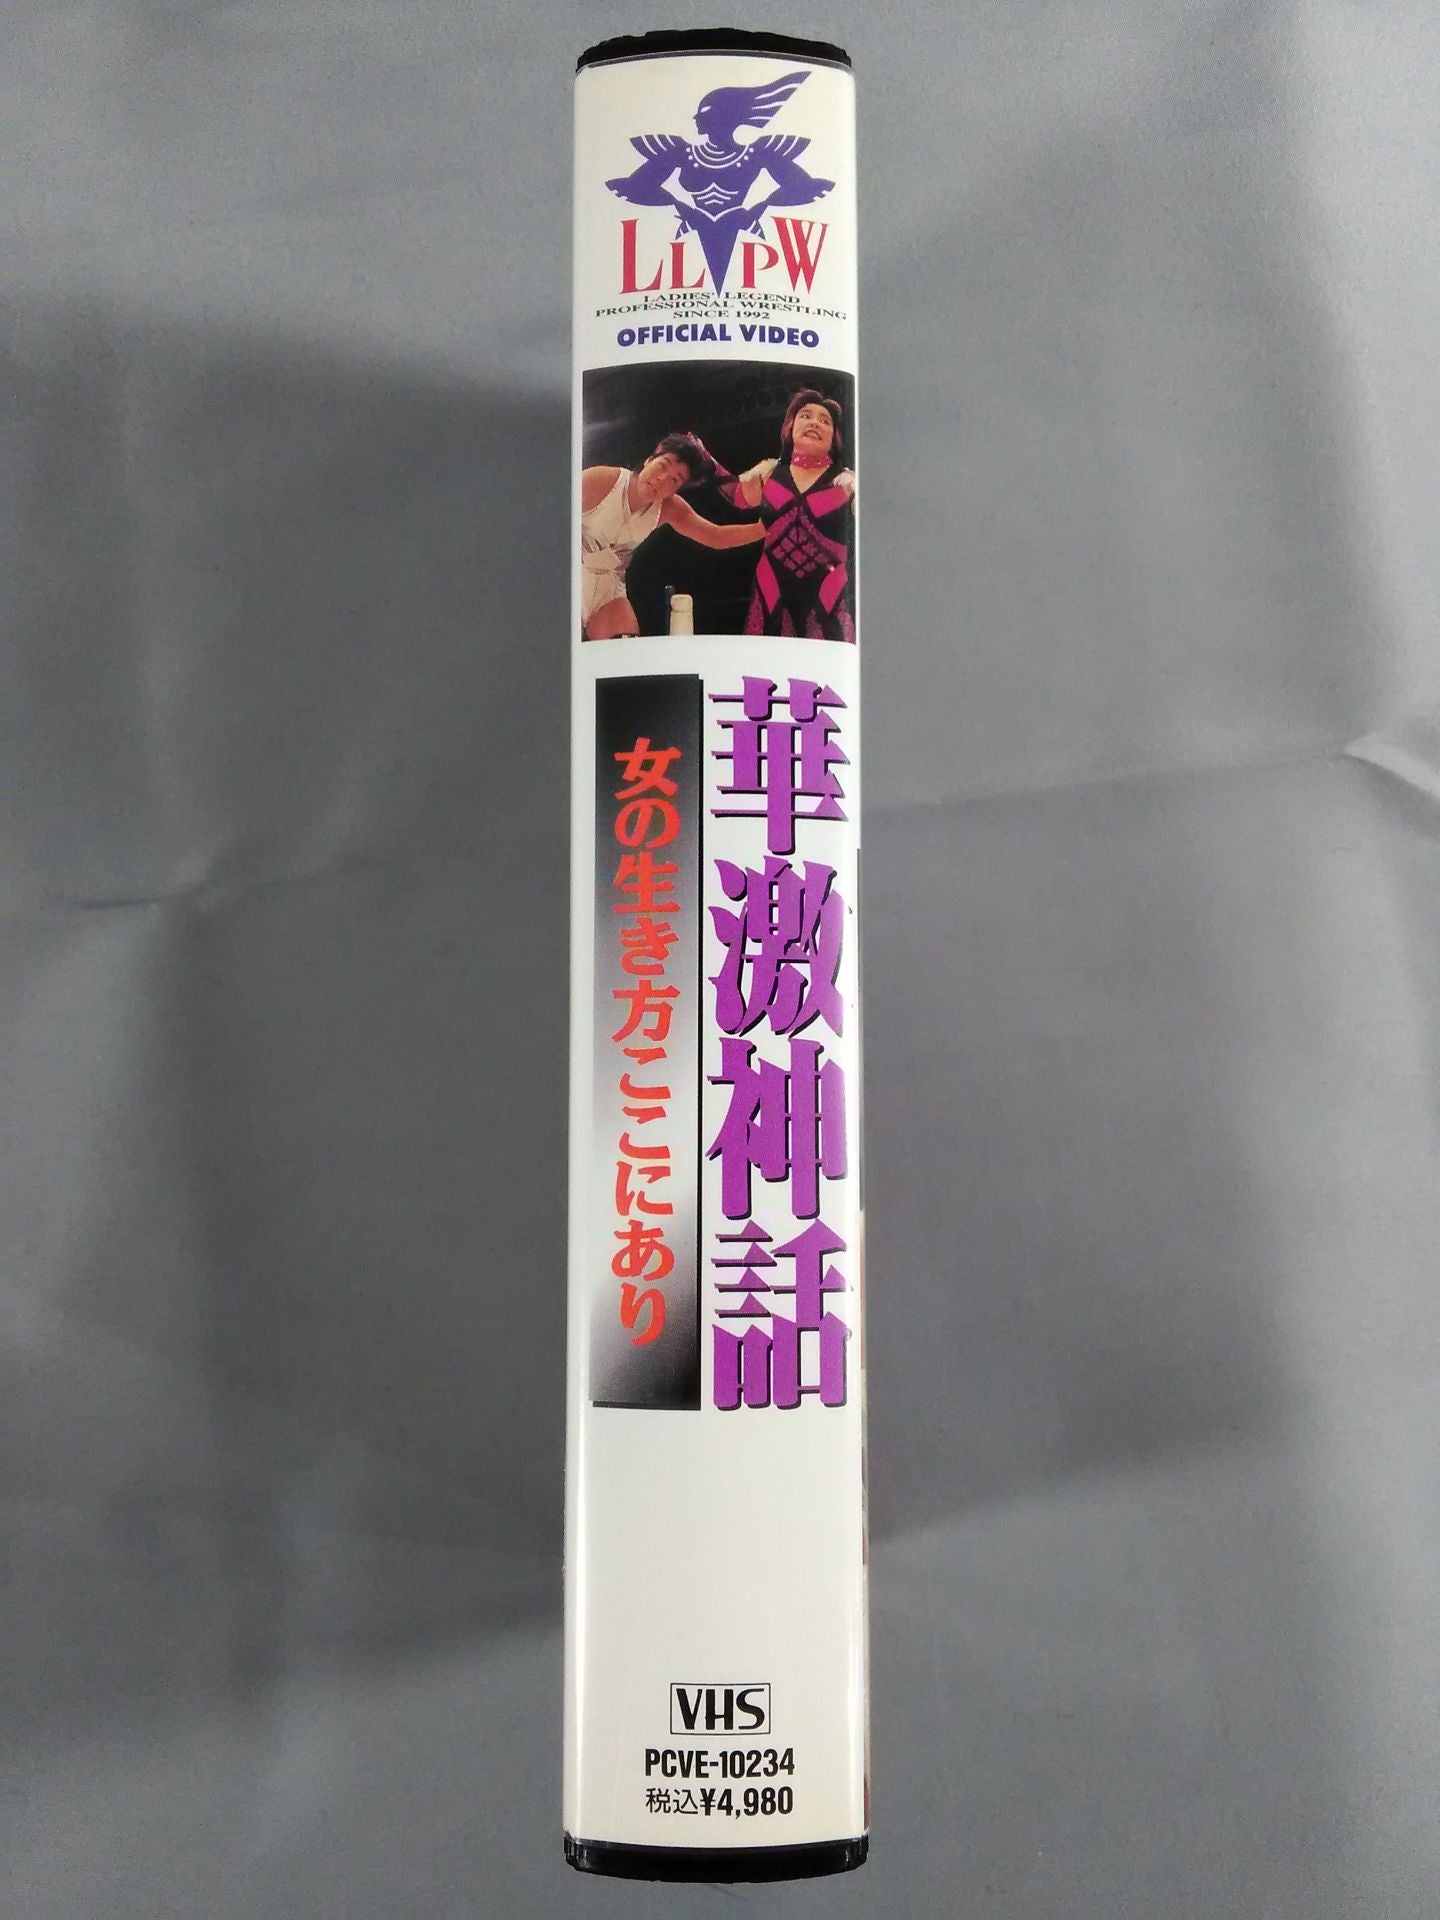 LLPW
LADIES' LEGEND
PROFESSIONAL WRESTLING
SINCE 1992
OFFICIAL VIDEO
華激神話
女の生き方ここにあり
VHS
PCVE-10234
税込¥4,980